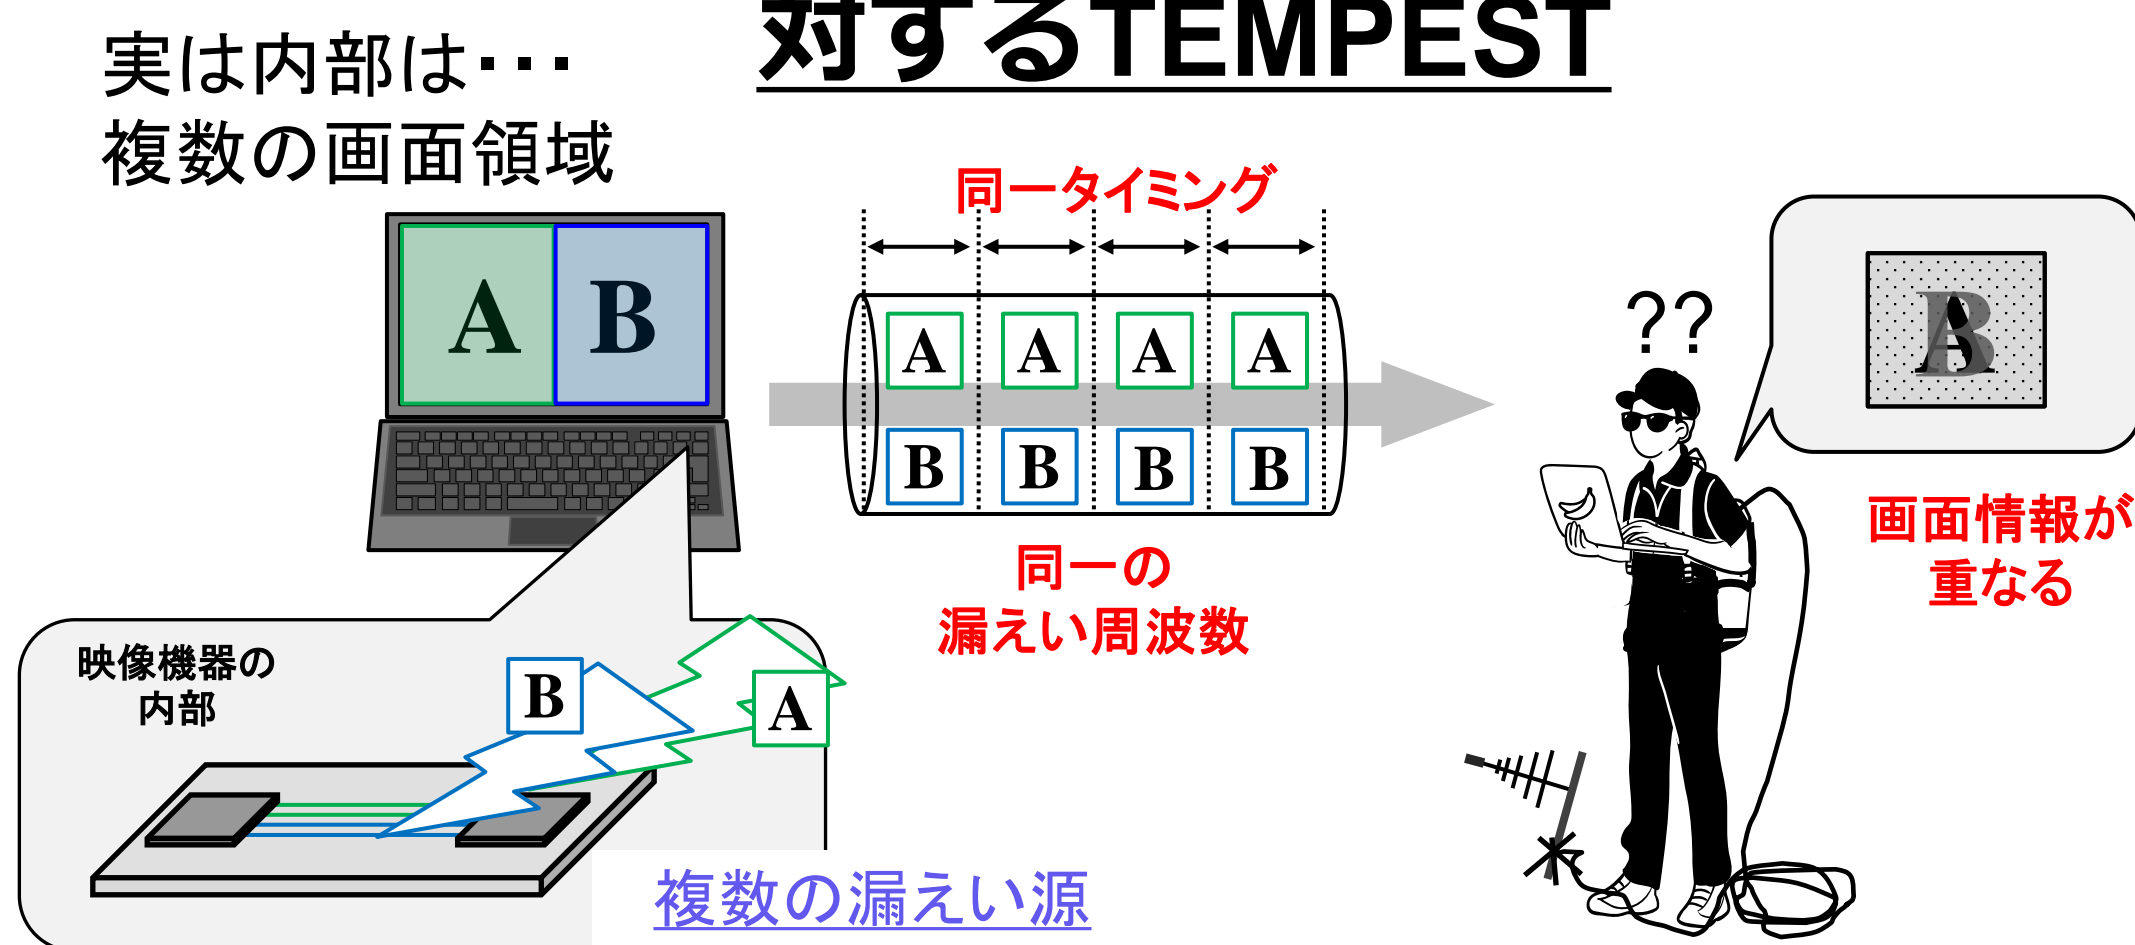 対するTEMPEST
実は内部は・・・
複数の画面領域
同一タイミング
A B
A A A A
B B B B
??
B
A
同一の
漏えい周波数
画面情報が
重なる
映像機器の
内部
B
A
複数の漏えい源